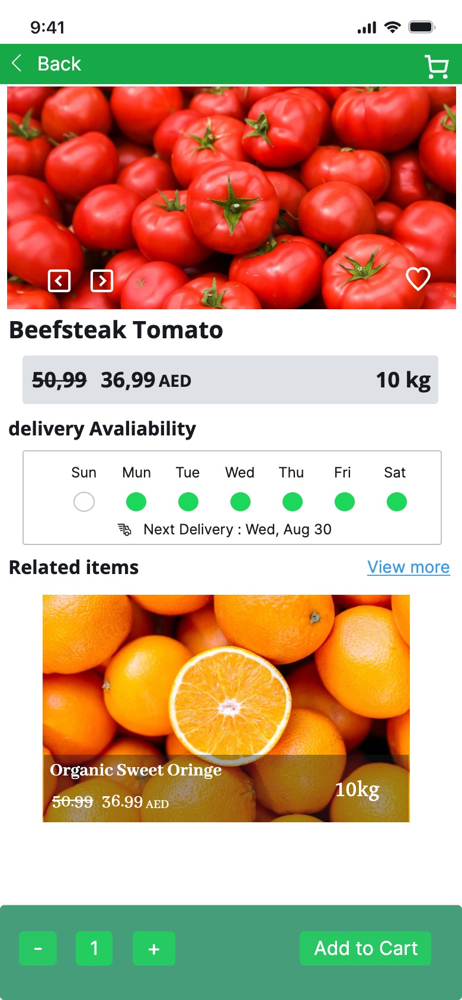 9:41
Back
Beefsteak Tomato
50,99 36,99 AED 10 kg
delivery Avaliability
Sun Mun Tue Wed Thu Fri Sat
Next Delivery : Wed, Aug 30
Related items View more
Organic Sweet Oringe
50.99 36.99 AED 10kg
- 1 + Add to Cart